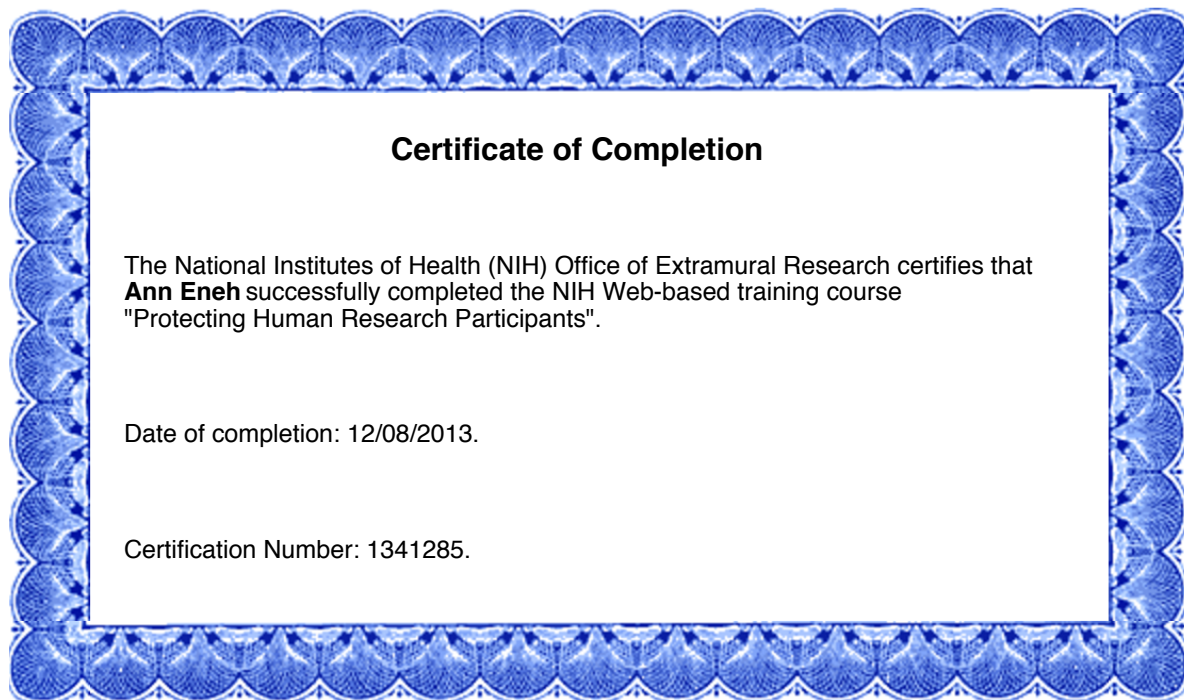 Certificate of Completion
The National Institutes of Health (NIH) Office of Extramural Research certifies that
Ann Eneh successfully completed the NIH Web-based training course
"Protecting Human Research Participants".
Date of completion: 12/08/2013.
Certification Number: 1341285.